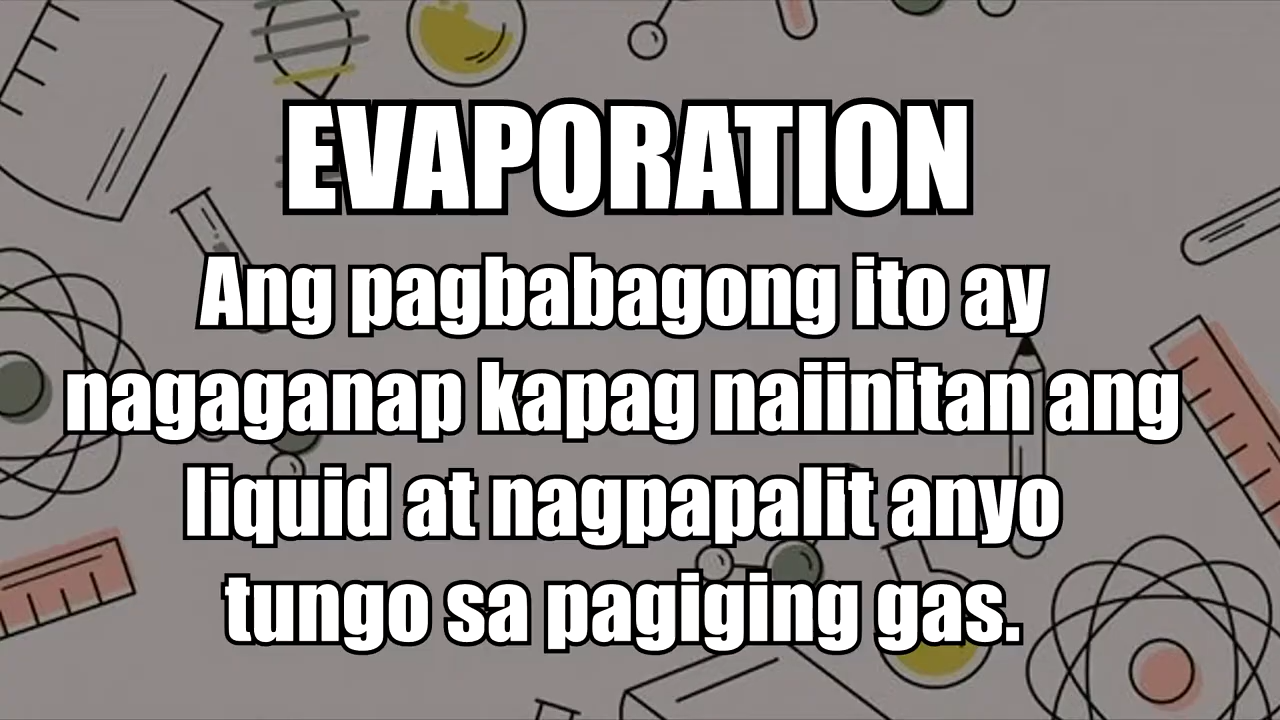 EVAPORATION
Ang pagbabagong ito ay
nagaganap kapag naiinitan ang
liquid at nagpapalit anyo
tungo sa pagiging gas.